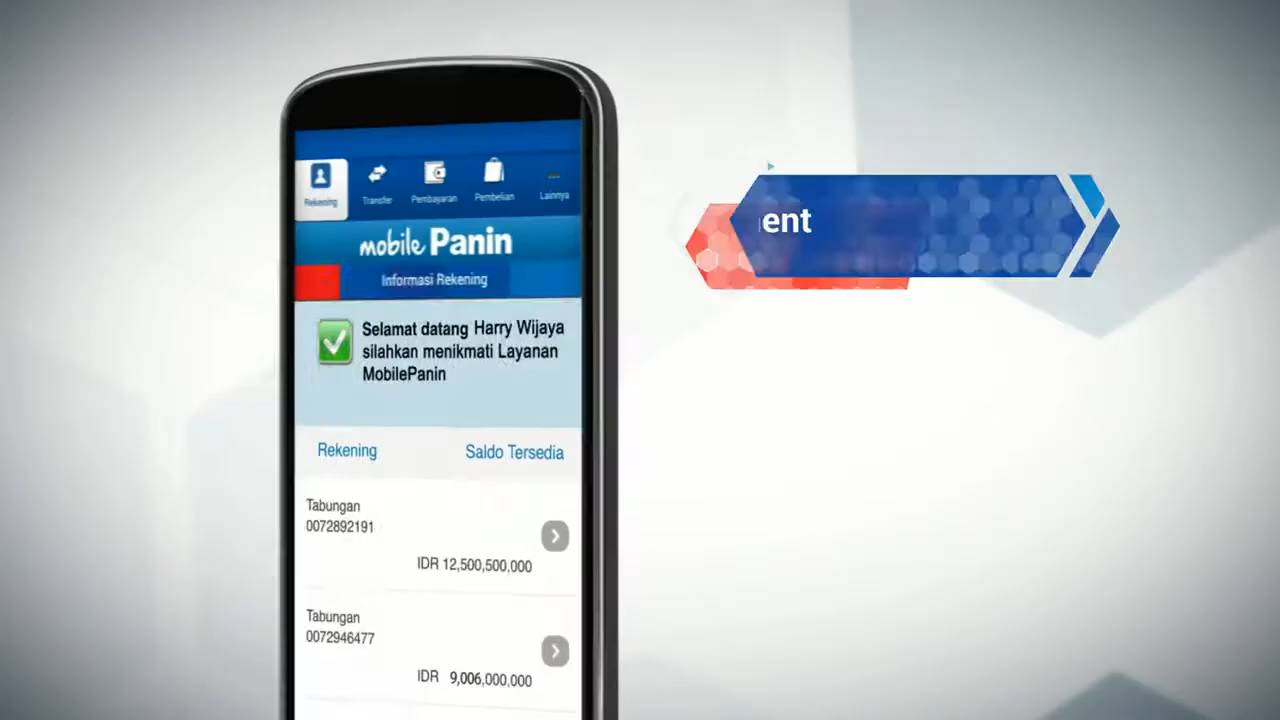 Rekening
Transfer
Pembayaran
Pembelian
Lainnya
mobile Panin
Informasi Rekening
Selamat datang Harry Wijaya
silahkan menikmati Layanan
MobilePanin
Rekening Saldo Tersedia
Tabungan
0072892191
IDR 12,500,500,000
Tabungan
0072946477
IDR 9,006,000,000
ent